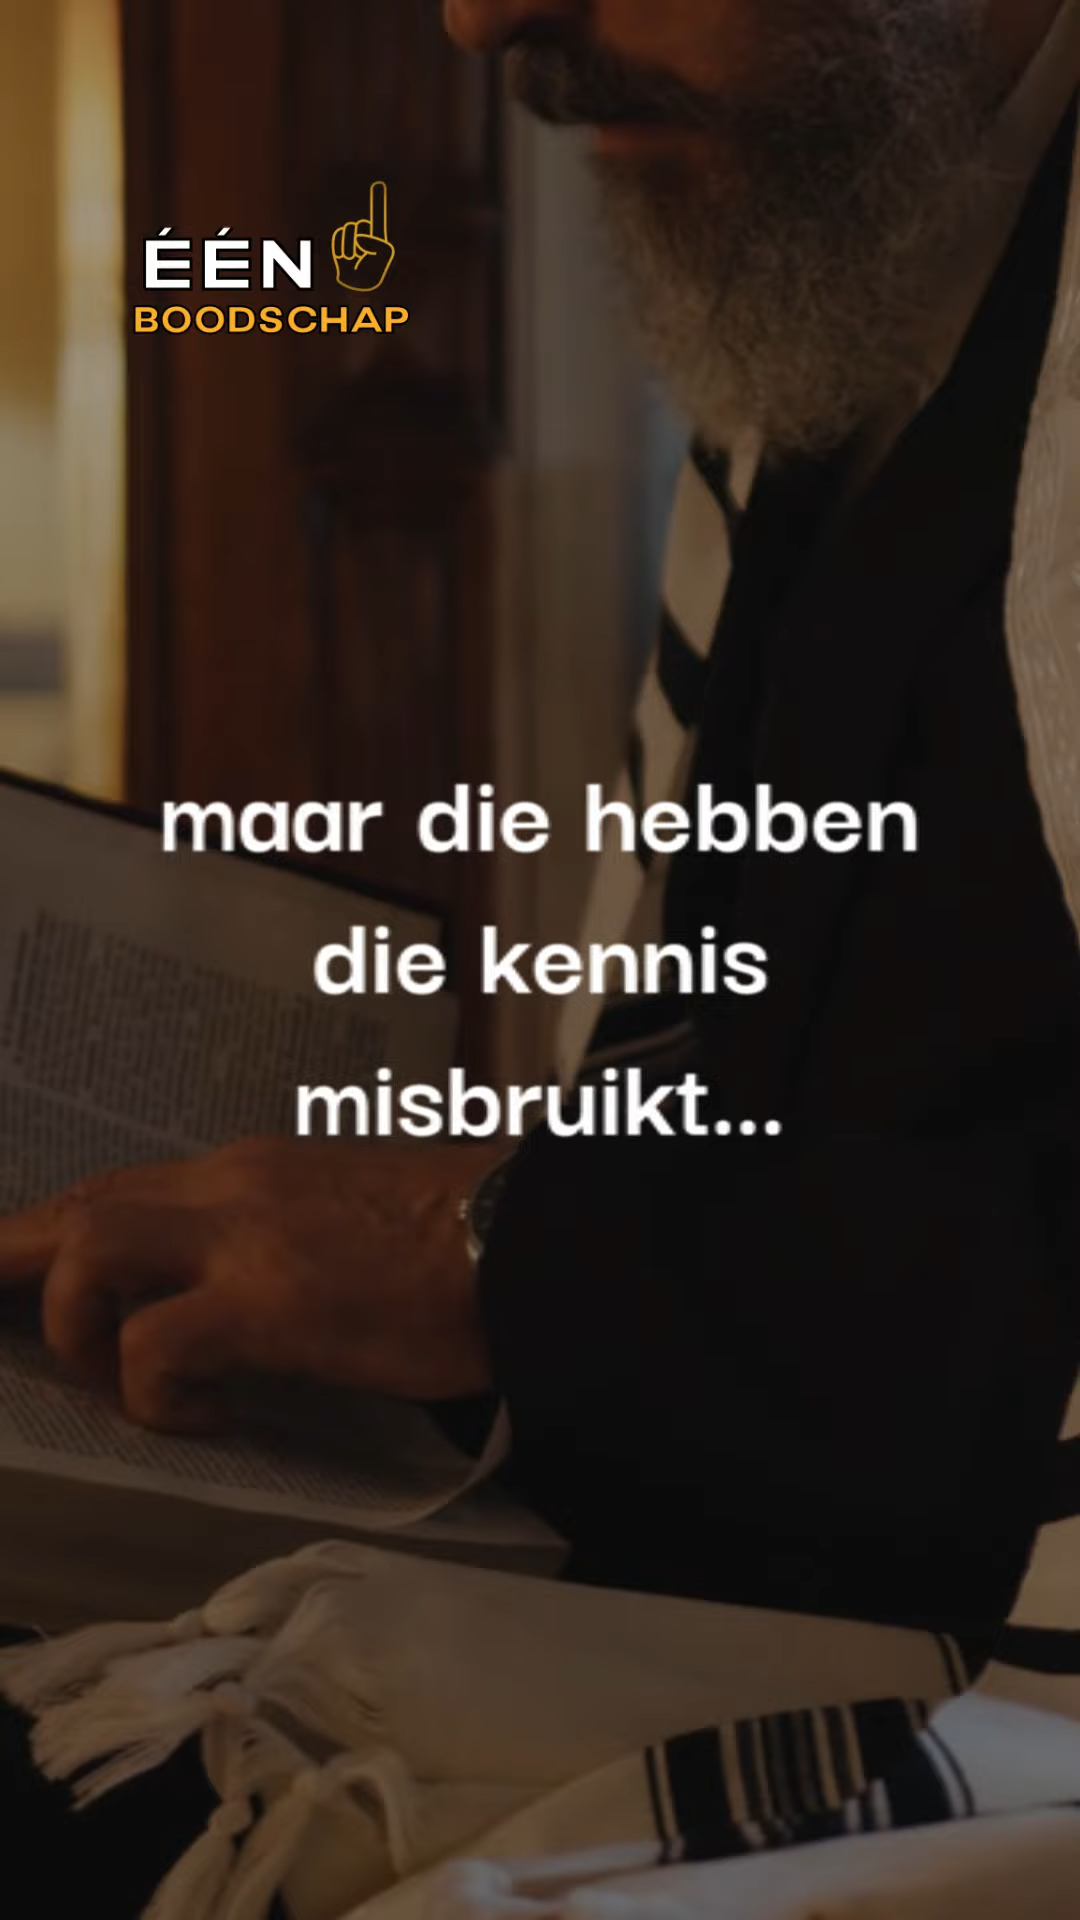 ÉÉN
BOODSCHAP
maar die hebben
die kennis
misbruikt...